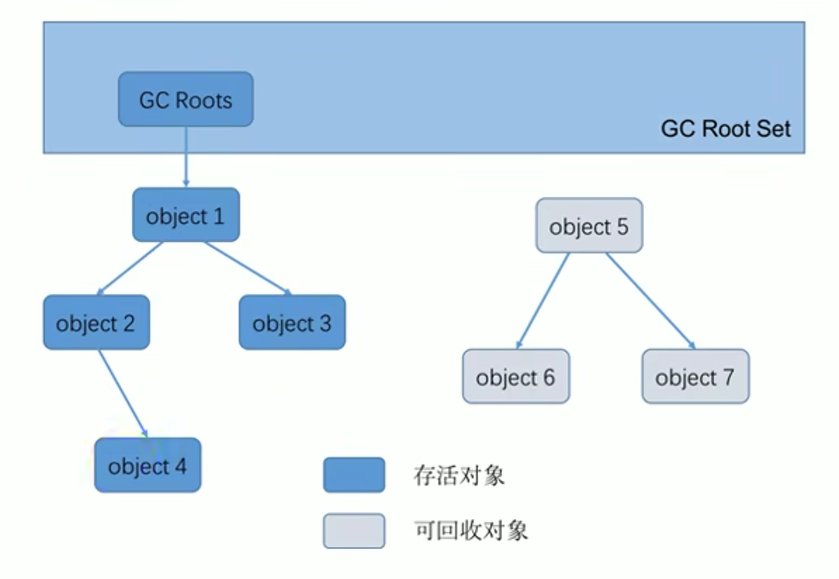 GC Roots
GC Root Set
object 1
object 5
object 2
object 3
object 6
object 7
object 4
存活对象
可回收对象